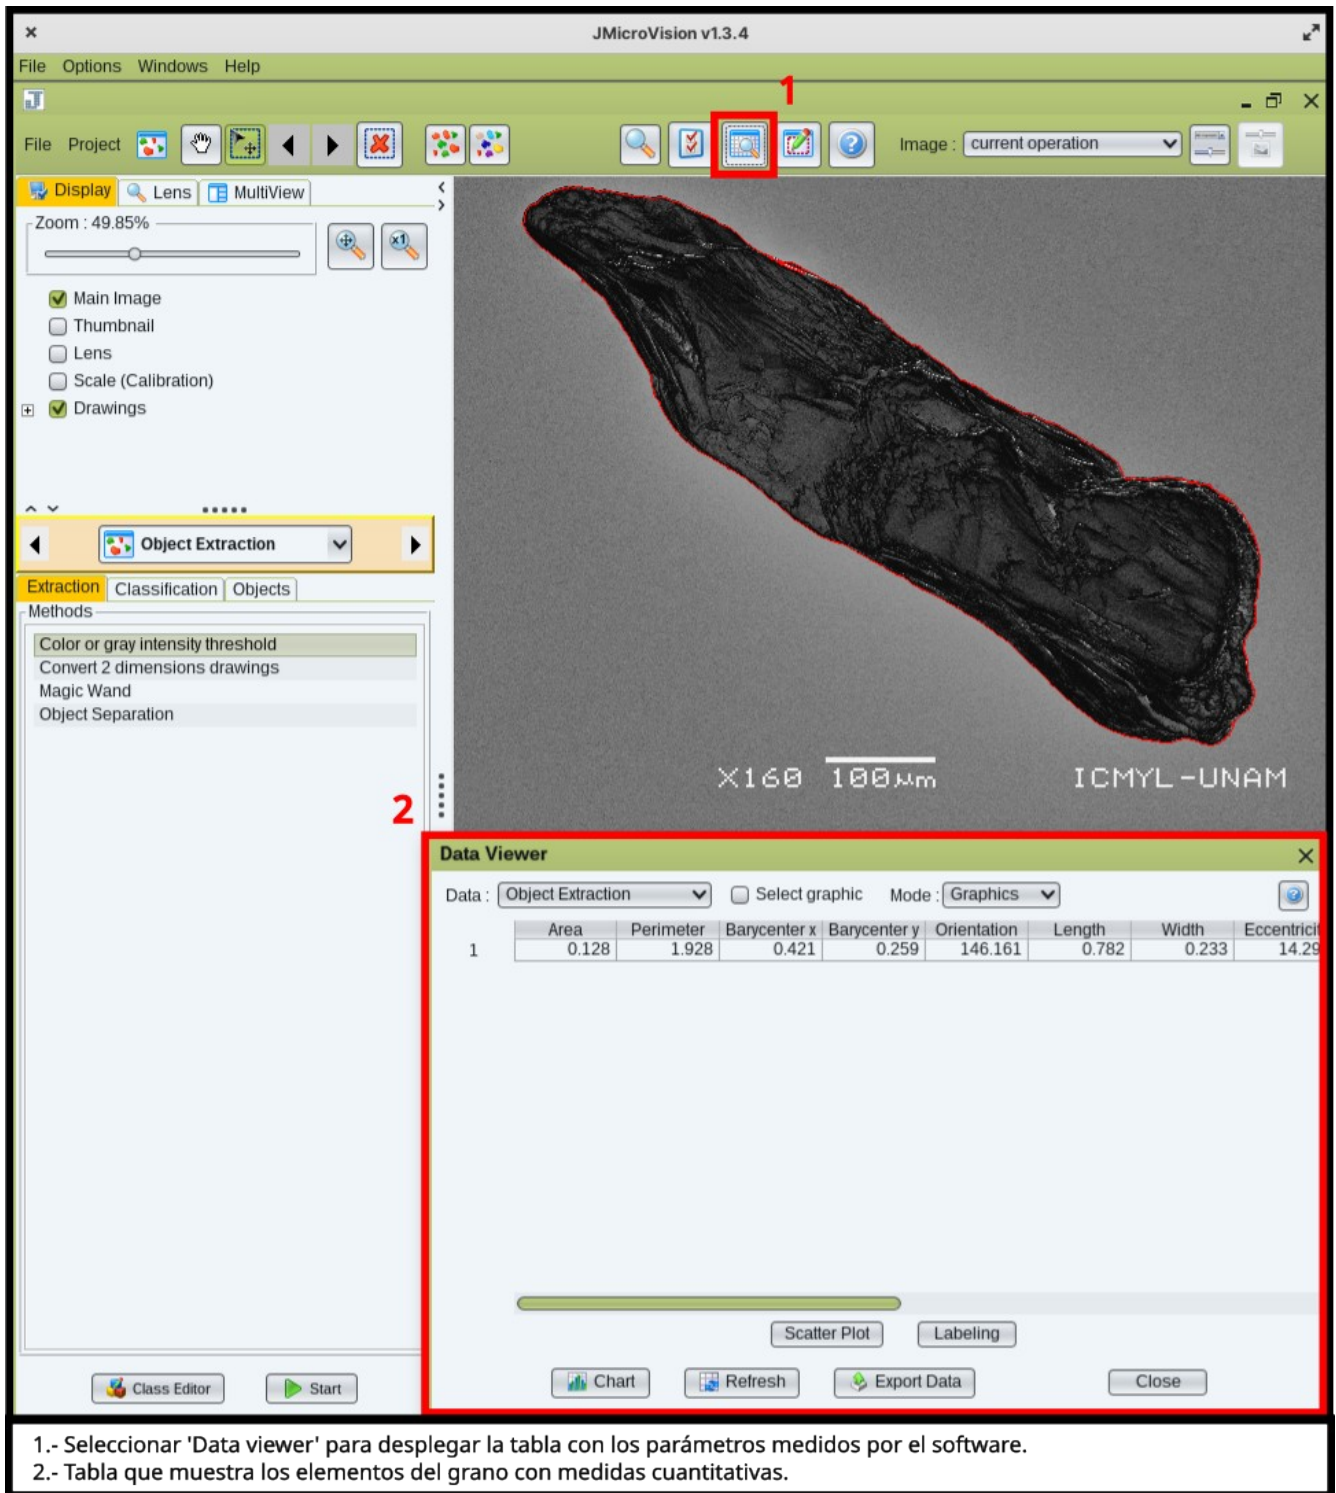 JMicroVision v1.3.4
File Options Windows Help
1
File Project
Image : current operation
Display Lens MultiView
Zoom : 49.85%
x1
Main Image
Thumbnail
Lens
Scale (Calibration)
Drawings
Object Extraction
Extraction Classification Objects
Methods
Color or gray intensity threshold
Convert 2 dimensions drawings
Magic Wand
Object Separation
X160 100µm ICMYL-UNAM
2
Data Viewer
Data : Object Extraction Select graphic Mode : Graphics
Area Perimeter Barycenter x Barycenter y Orientation Length Width Eccentricit
1 0.128 1.928 0.421 0.259 146.161 0.782 0.233 14.29
Scatter Plot Labeling
Chart Refresh Export Data Close
Class Editor Start
1.- Seleccionar 'Data viewer' para desplegar la tabla con los parámetros medidos por el software.
2.- Tabla que muestra los elementos del grano con medidas cuantitativas.